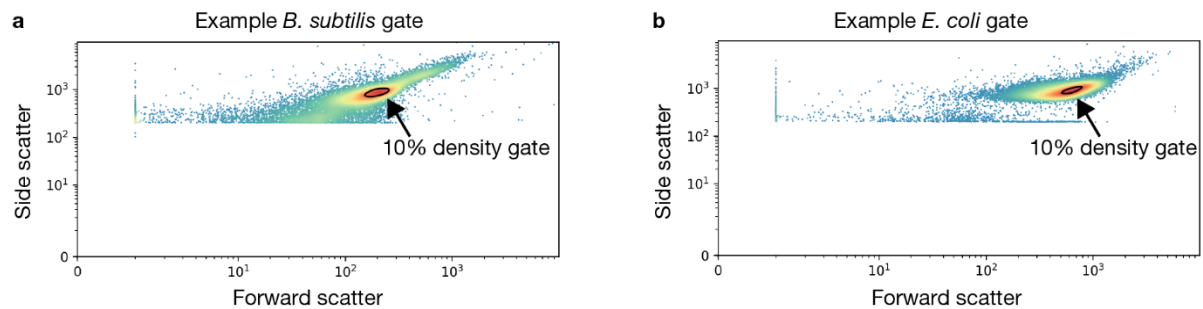 a
Example B. subtilis gate
Side scatter
10³
10²
10¹
0
10% density gate
0
10¹
10²
10³
Forward scatter
b
Example E. coli gate
Side scatter
10³
10²
10¹
0
10% density gate
0
10¹
10²
10³
Forward scatter